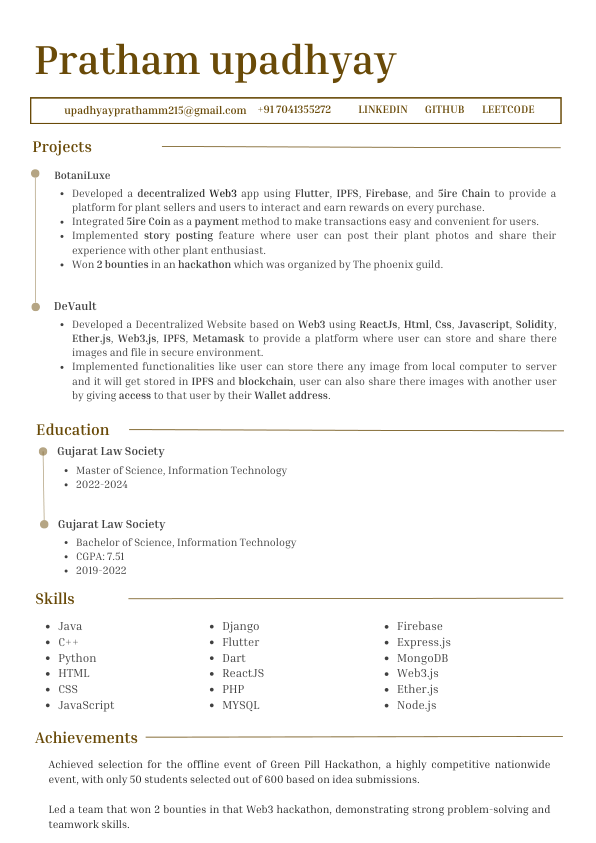 Pratham upadhyay
upadhyayprathamm215@gmail.com +91 7041355272 LINKEDIN GITHUB LEETCODE
Projects
BotaniLuxe
• Developed a decentralized Web3 app using Flutter, IPFS, Firebase, and 5ire Chain to provide a
platform for plant sellers and users to interact and earn rewards on every purchase.
• Integrated 5ire Coin as a payment method to make transactions easy and convenient for users.
• Implemented story posting feature where user can post their plant photos and share their
experience with other plant enthusiast.
• Won 2 bounties in an hackathon which was organized by The phoenix guild.
DeVault
• Developed a Decentralized Website based on Web3 using ReactJs, Html, Css, Javascript, Solidity,
Ether.js, Web3.js, IPFS, Metamask to provide a platform where user can store and share there
images and file in secure environment.
• Implemented functionalities like user can store there any image from local computer to server
and it will get stored in IPFS and blockchain, user can also share there images with another user
by giving access to that user by their Wallet address.
Education
Gujarat Law Society
• Master of Science, Information Technology
• 2022-2024
Gujarat Law Society
• Bachelor of Science, Information Technology
• CGPA: 7.51
• 2019-2022
Skills
• Java
• C++
• Python
• HTML
• CSS
• JavaScript
• Django
• Flutter
• Dart
• ReactJS
• PHP
• MYSQL
• Firebase
• Express.js
• MongoDB
• Web3.js
• Ether.js
• Node.js
Achievements
Achieved selection for the offline event of Green Pill Hackathon, a highly competitive nationwide
event, with only 50 students selected out of 600 based on idea submissions.
Led a team that won 2 bounties in that Web3 hackathon, demonstrating strong problem-solving and
teamwork skills.